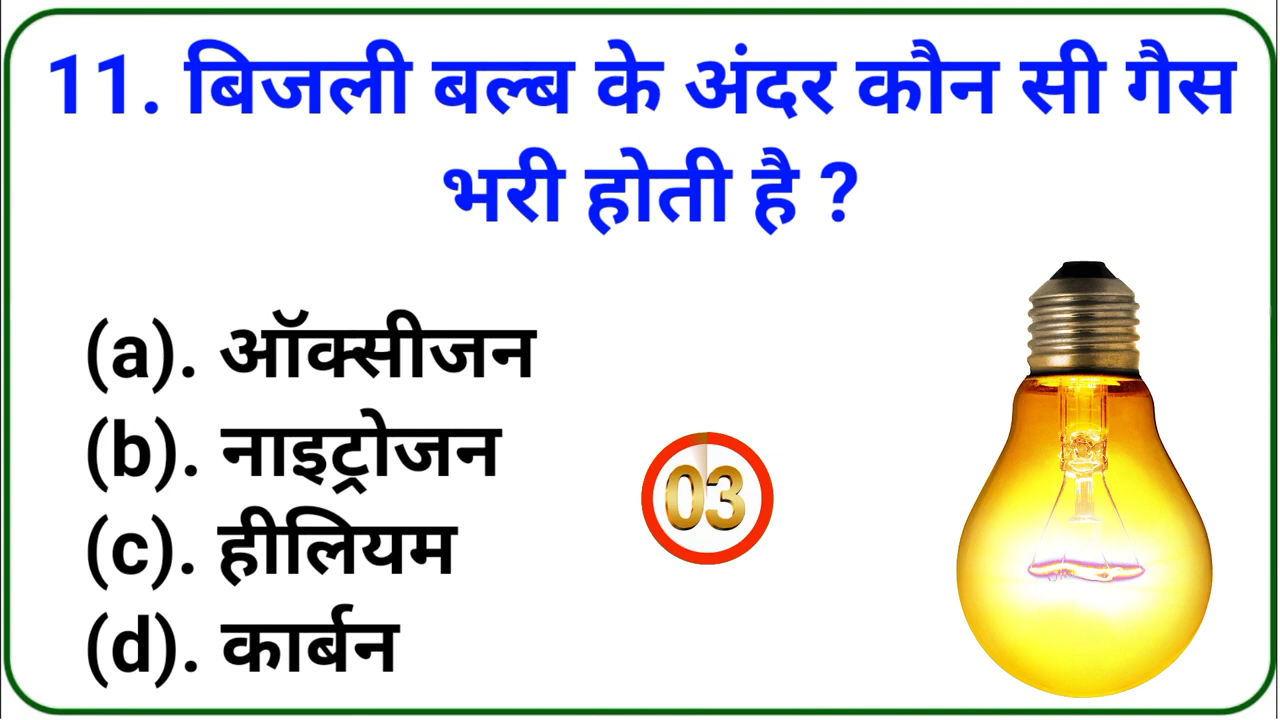 11. बिजली बल्ब के अंदर कौन सी गैस
भरी होती है ?
(a). ऑक्सीजन
(b). नाइट्रोजन
(c). हीलियम
(d). कार्बन
03